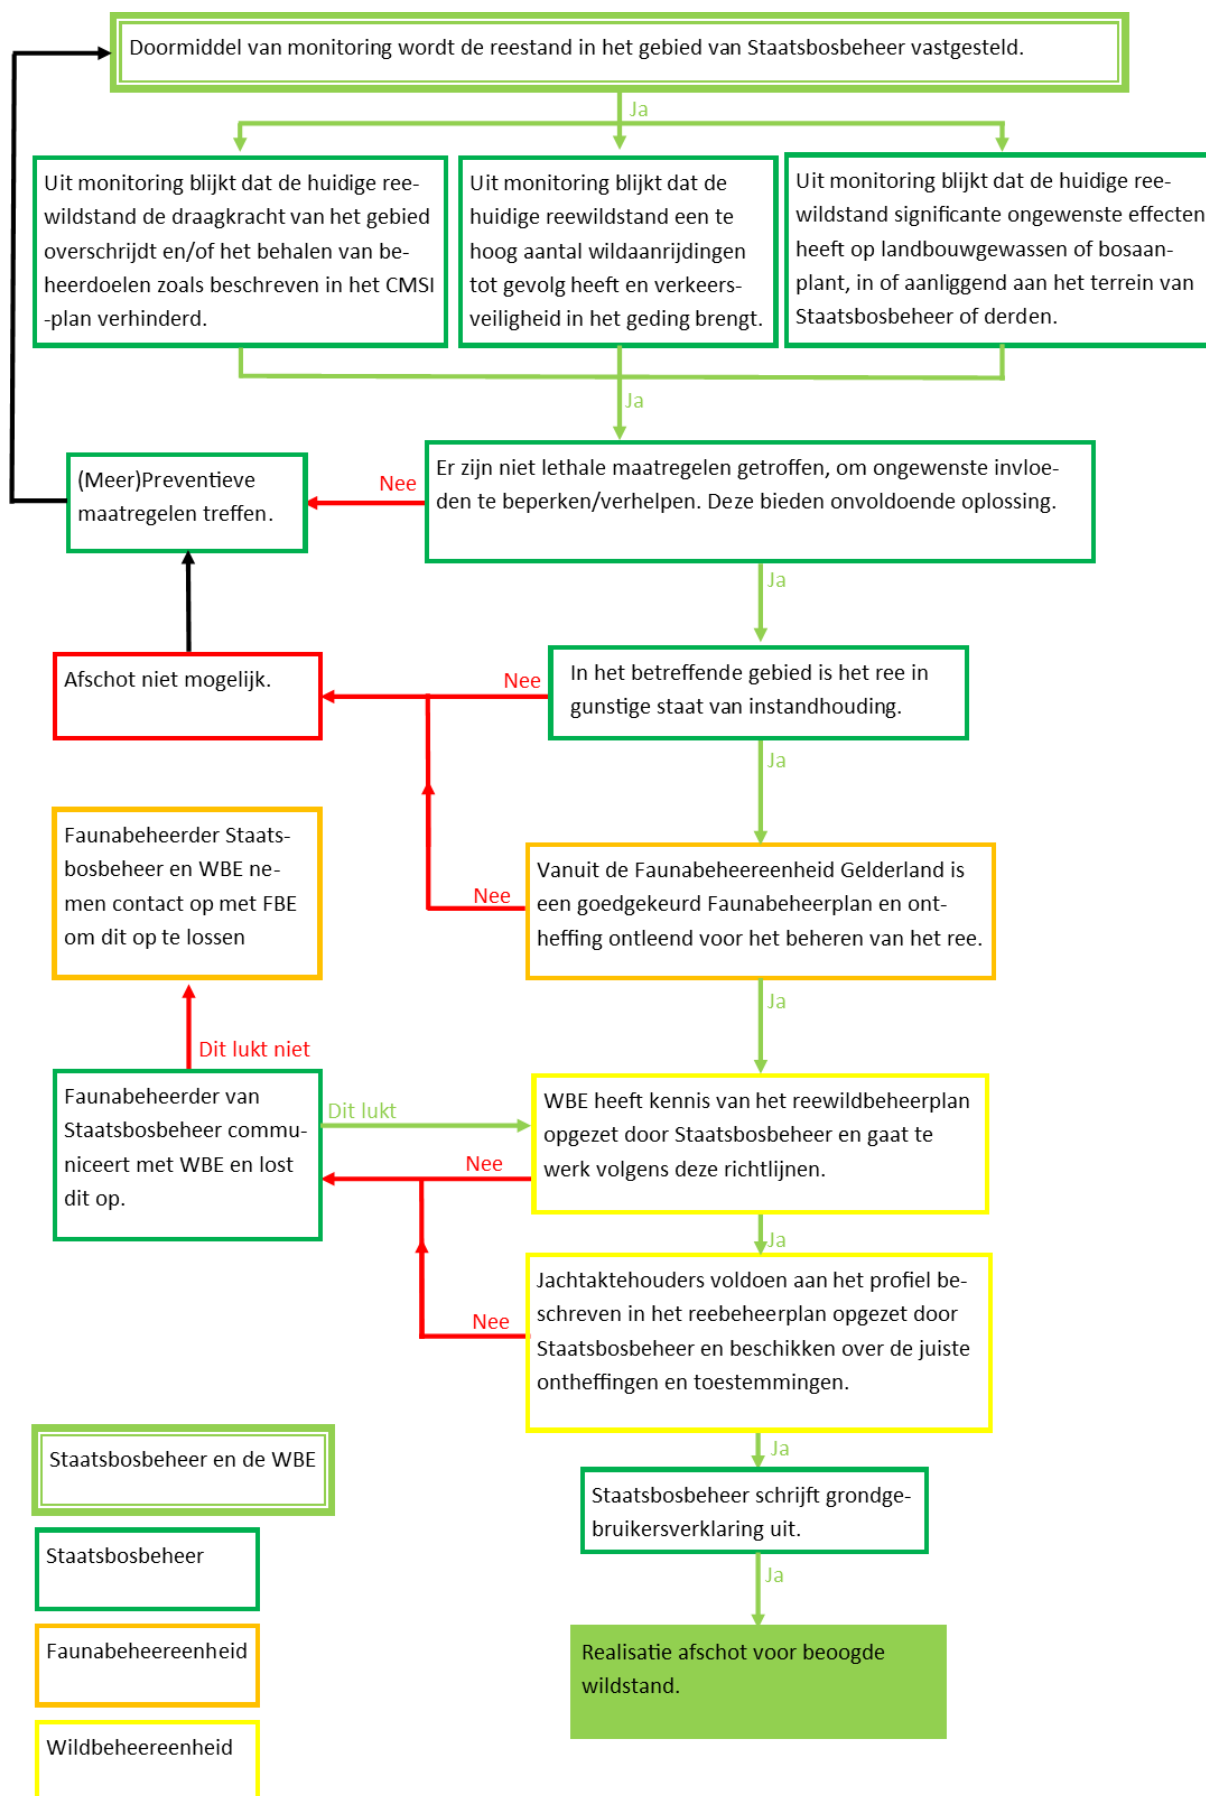 Doormiddel van monitoring wordt de reestand in het gebied van Staatsbosbeheer vastgesteld.
Ja
Uit monitoring blijkt dat de huidige ree-
wildstand de draagkracht van het gebied
overschrijdt en/of het behalen van be-
heerdoelen zoals beschreven in het CMSI
-plan verhinderd.
Uit monitoring blijkt dat de
huidige reewildstand een te
hoog aantal wildaanrijdingen
tot gevolg heeft en verkeers-
veiligheid in het geding brengt.
Uit monitoring blijkt dat de huidige ree-
wildstand significante ongewenste effecten
heeft op landbouwgewassen of bosaan-
plant, in of aanliggend aan het terrein van
Staatsbosbeheer of derden.
Ja
(Meer)Preventieve
maatregelen treffen.
Nee
Er zijn niet lethale maatregelen getroffen, om ongewenste invloe-
den te beperken/verhelpen. Deze bieden onvoldoende oplossing.
Ja
Afschot niet mogelijk.
Nee
In het betreffende gebied is het ree in
gunstige staat van instandhouding.
Ja
Faunabeheerder Staats-
bosbeheer en WBE ne-
men contact op met FBE
om dit op te lossen
Nee
Vanuit de Faunabeheereenheid Gelderland is
een goedgekeurd Faunabeheerplan en ont-
heffing ontleend voor het beheren van het ree.
Ja
Dit lukt niet
Faunabeheerder van
Staatsbosbeheer commu-
niceert met WBE en lost
dit op.
Dit lukt
Nee
WBE heeft kennis van het reewildbeheerplan
opgezet door Staatsbosbeheer en gaat te
werk volgens deze richtlijnen.
Ja
Nee
Jachtaktehouders voldoen aan het profiel be-
schreven in het reebeheerplan opgezet door
Staatsbosbeheer en beschikken over de juiste
ontheffingen en toestemmingen.
Ja
Staatsbosbeheer schrijft grondge-
bruikersverklaring uit.
Ja
Realisatie afschot voor beoogde
wildstand.
Staatsbosbeheer en de WBE
Staatsbosbeheer
Faunabeheereenheid
Wildbeheereenheid